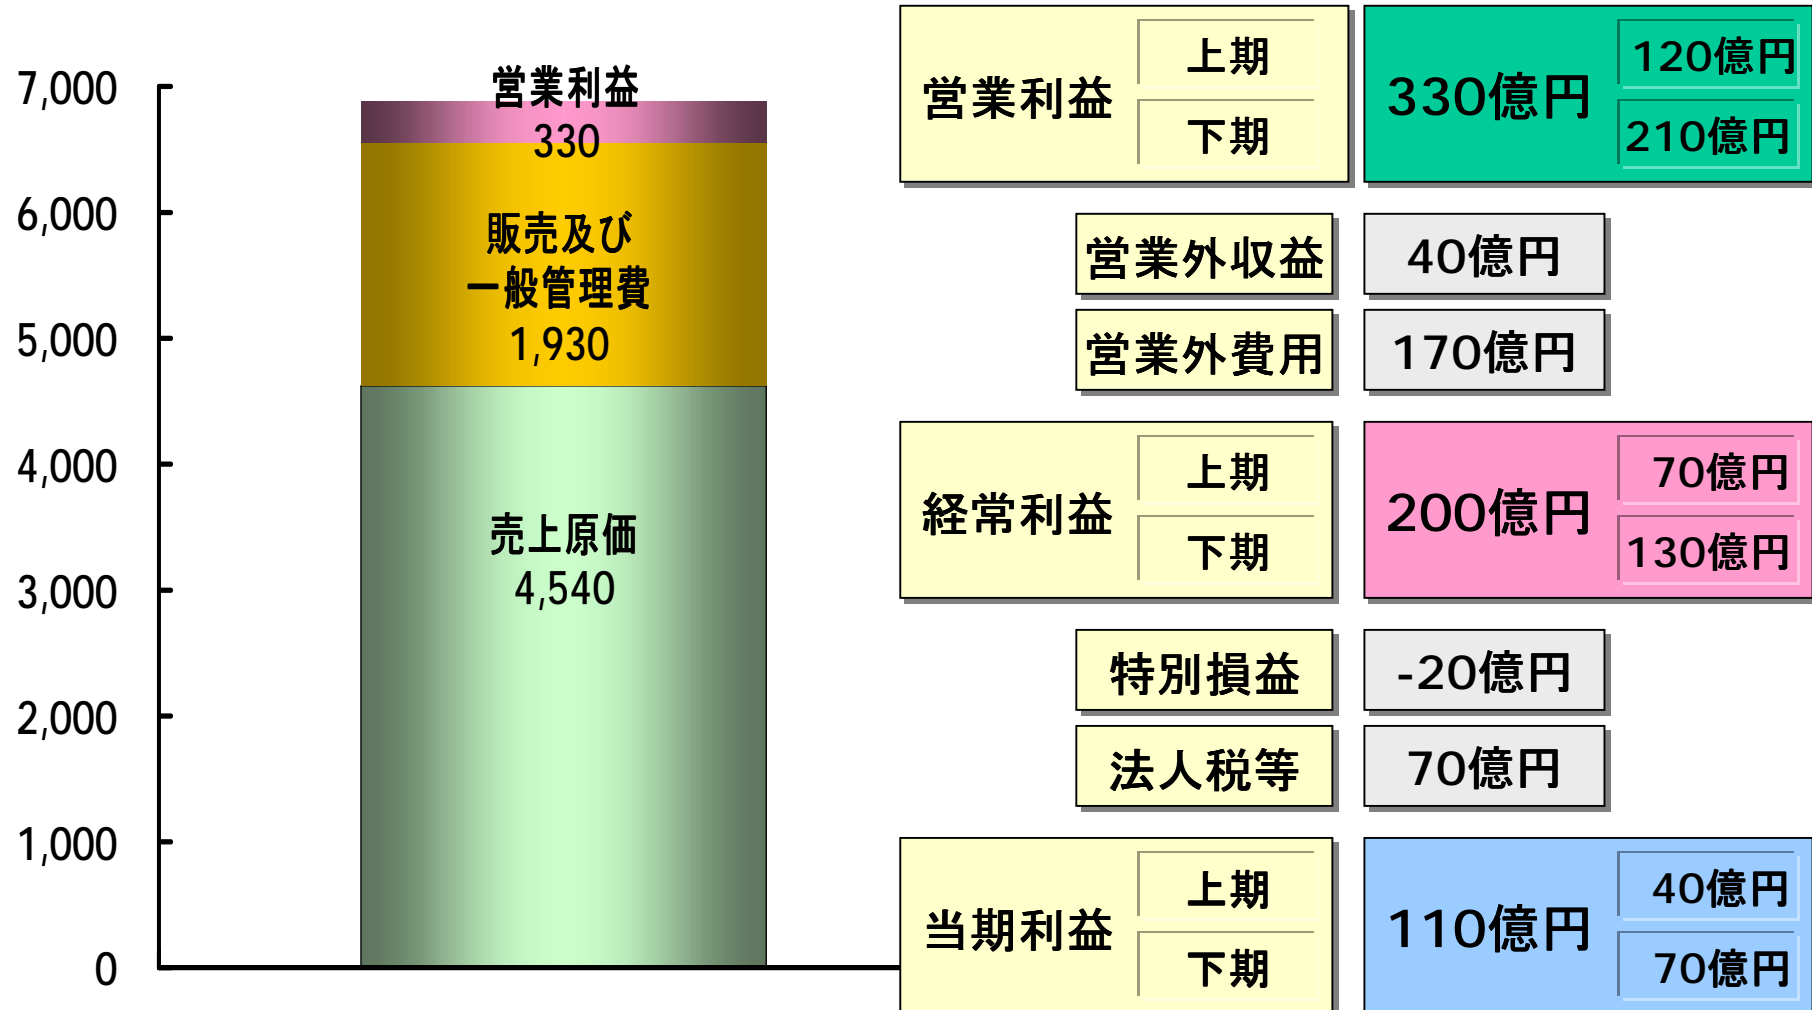 7,000
6,000
5,000
4,000
3,000
2,000
1,000
0
営業利益
330
販売及び
一般管理費
1,930
売上原価
4,540
営業利益
上期
下期
330億円
120億円
210億円
営業外収益
40億円
営業外費用
170億円
経常利益
上期
下期
200億円
70億円
130億円
特別損益
-20億円
法人税等
70億円
当期利益
上期
下期
110億円
40億円
70億円